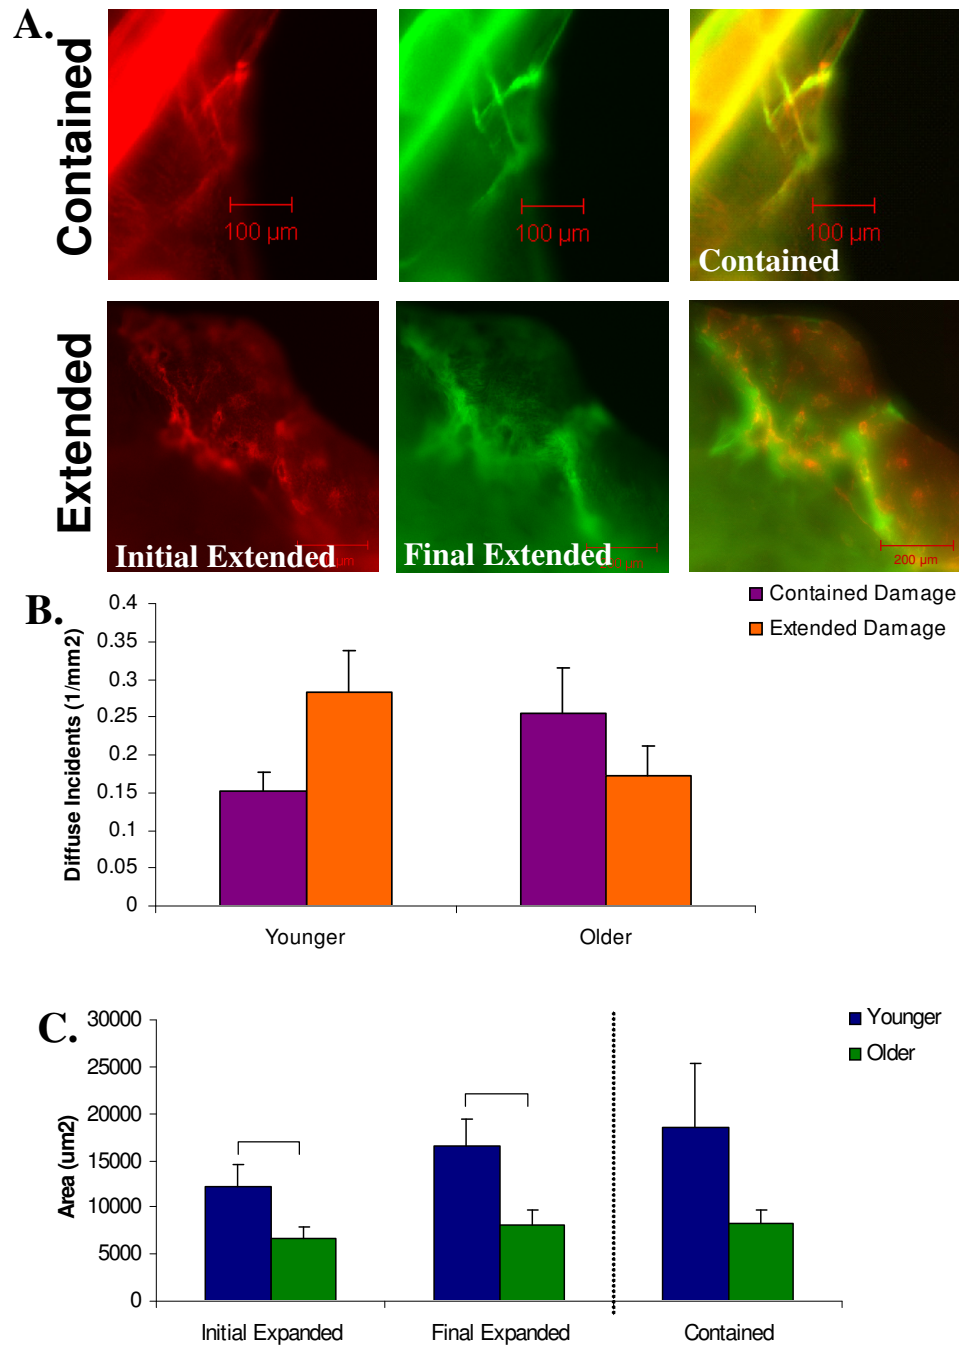 A.
Contained
100 µm
100 µm
100 µm
Contained
Extended
Initial Extended
Final Extended
200 µm
B.
Contained Damage
Extended Damage
Diffuse Incidents (1/mm2)
0.4
0.35
0.3
0.25
0.2
0.15
0.1
0.05
0
Younger
Older
C.
Younger
Older
Area (um2)
30000
25000
20000
15000
10000
5000
0
Initial Expanded
Final Expanded
Contained